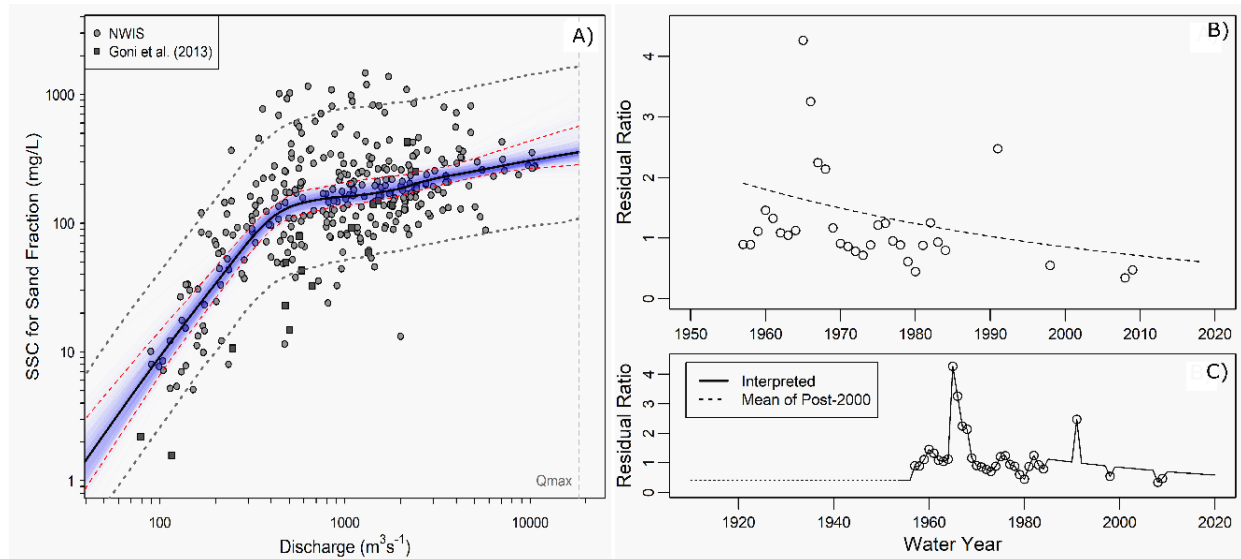 NWIS
Goni et al. (2013)
A)
SSC for Sand Fraction (mg/L)
1000
100
10
1
Qmax
100
1000
10000
Discharge (m³s⁻¹)
B)
Residual Ratio
4
3
2
1
0
1950
1960
1970
1980
1990
2000
2010
2020
C)
Interpreted
Mean of Post-2000
Residual Ratio
4
3
2
1
0
1920
1940
1960
1980
2000
2020
Water Year